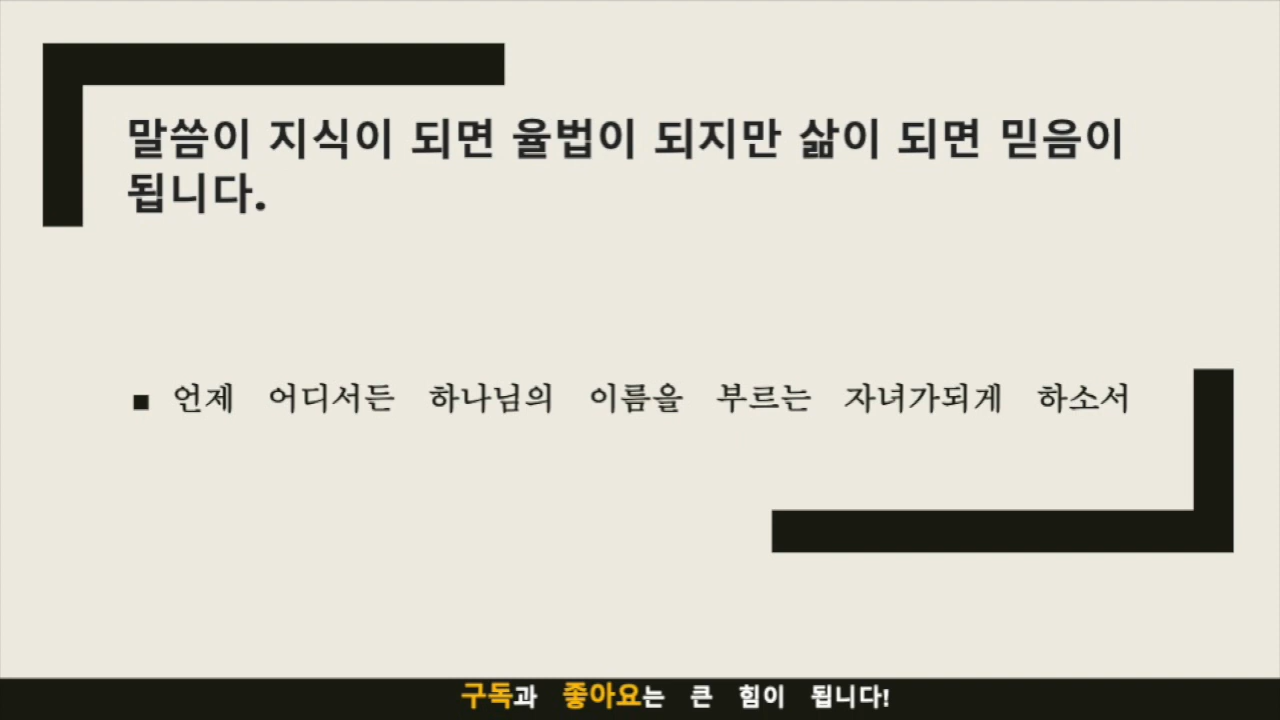 말씀이 지식이 되면 율법이 되지만 삶이 되면 믿음이
됩니다.
■ 언제 어디서든 하나님의 이름을 부르는 자녀가되게 하소서
구독과 좋아요는 큰 힘이 됩니다!